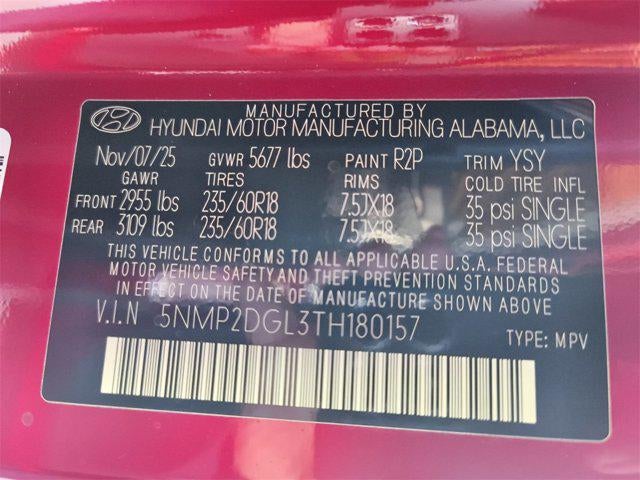 MANUFACTURED BY
HYUNDAI MOTOR MANUFACTURING ALABAMA, LLC
Nov/07/25 GVWR 5677 lbs PAINT R2P TRIM YSY
GAWR TIRES RIMS COLD TIRE INFL
FRONT 2955 lbs 235/60R18 7.5JX18 35 psi SINGLE
REAR 3109 lbs 235/60R18 7.5JX18 35 psi SINGLE
THIS VEHICLE CONFORMS TO ALL APPLICABLE U.S.A. FEDERAL
MOTOR VEHICLE SAFETY AND THEFT PREVENTION STANDARDS
IN EFFECT ON THE DATE OF MANUFACTURE SHOWN ABOVE
V.I.N 5NMP2DGL3TH180157 TYPE: MPV